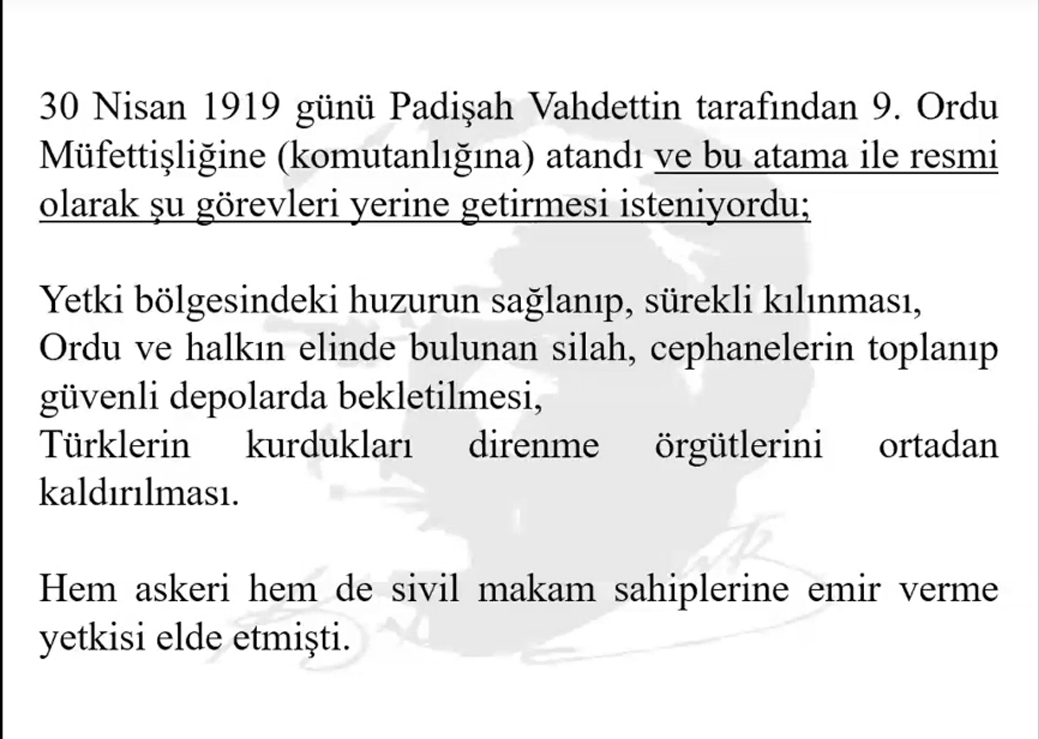 30 Nisan 1919 günü Padişah Vahdettin tarafından 9. Ordu
Müfettişliğine (komutanlığına) atandı ve bu atama ile resmi
olarak şu görevleri yerine getirmesi isteniyordu;
Yetki bölgesindeki huzurun sağlanıp, sürekli kılınması,
Ordu ve halkın elinde bulunan silah, cephanelerin toplanıp
güvenli depolarda bekletilmesi,
Türklerin kurdukları direnme örgütlerini ortadan
kaldırılması.
Hem askeri hem de sivil makam sahiplerine emir verme
yetkisi elde etmişti.